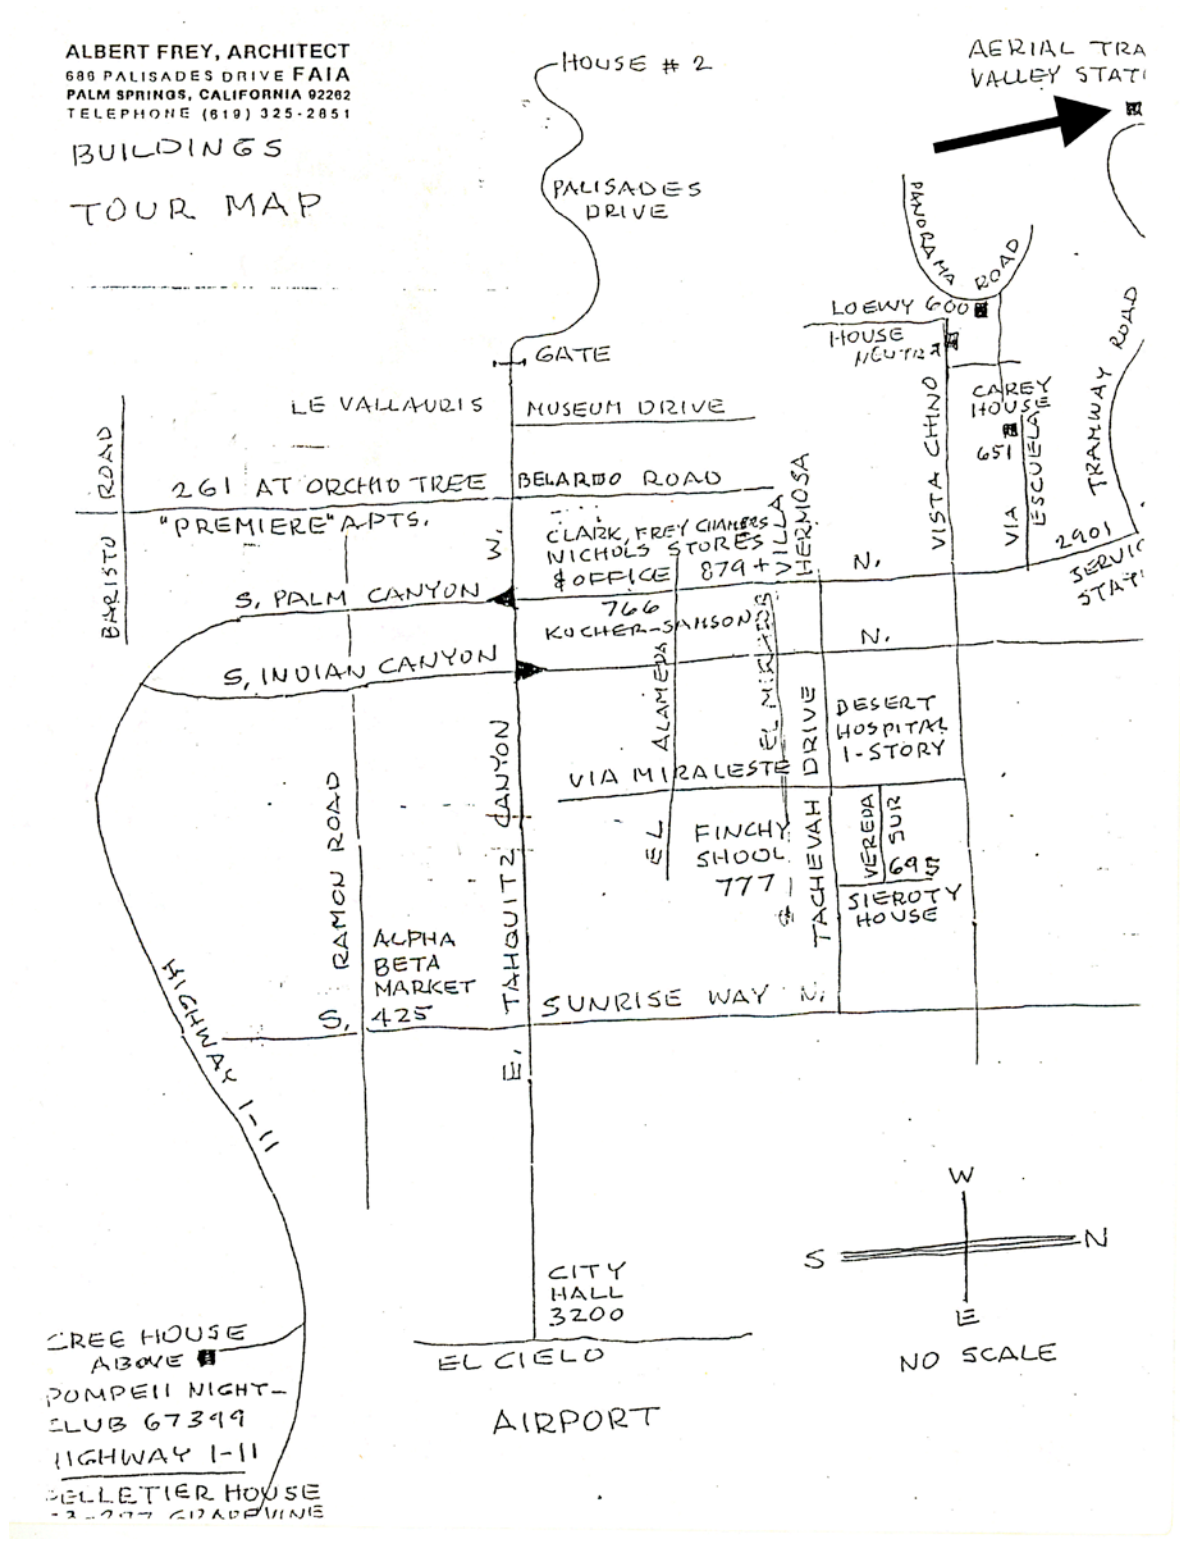 ALBERT FREY, ARCHITECT
686 PALISADES DRIVE FAIA
PALM SPRINGS, CALIFORNIA 92262
TELEPHONE (619) 325-2851
BUILDINGS
TOUR MAP
HOUSE # 2
AERIAL TRA
VALLEY STATI
PALISADES
DRIVE
PANORAMA ROAD
LOEWY 600
HOUSE
NEUTRA
GATE
TRAMWAY ROAD
CAREY
HOUSE
651
LE VALLAURIS
MUSEUM DRIVE
VISTA CHINO
VIA ESCUELA
BARISTO ROAD
261 AT ORCHID TREE
BELARDO ROAD
"PREMIERE" APTS.
CLARK, FREY CHAMBERS
NICHOLS STORES
& OFFICE 879 +
VILLA
HERMOSA
W.
N.
2901
SERVIC
STATI
S. PALM CANYON
766
KOCHER-SAMSON
N.
S. INDIAN CANYON
EL ALAMEDA
EL MIRADOR
DESERT
HOSPITAL
1-STORY
VIA MIRALESTE
TACHEVAH DRIVE
FINCHY
SHOOL
777
VEREDA
SUR
695
SIEROTY
HOUSE
RAMON ROAD
E. TAHQUITZ CANYON
ALPHA
BETA
MARKET
S. 425
SUNRISE WAY N.
HIGHWAY 1-11
W
S N
E
NO SCALE
CITY
HALL
3200
EL CIELO
AIRPORT
CREE HOUSE
ABOVE
POMPEII NIGHT-
CLUB 67399
HIGHWAY 1-11
PELLETIER HOUSE
GRAPEVINE